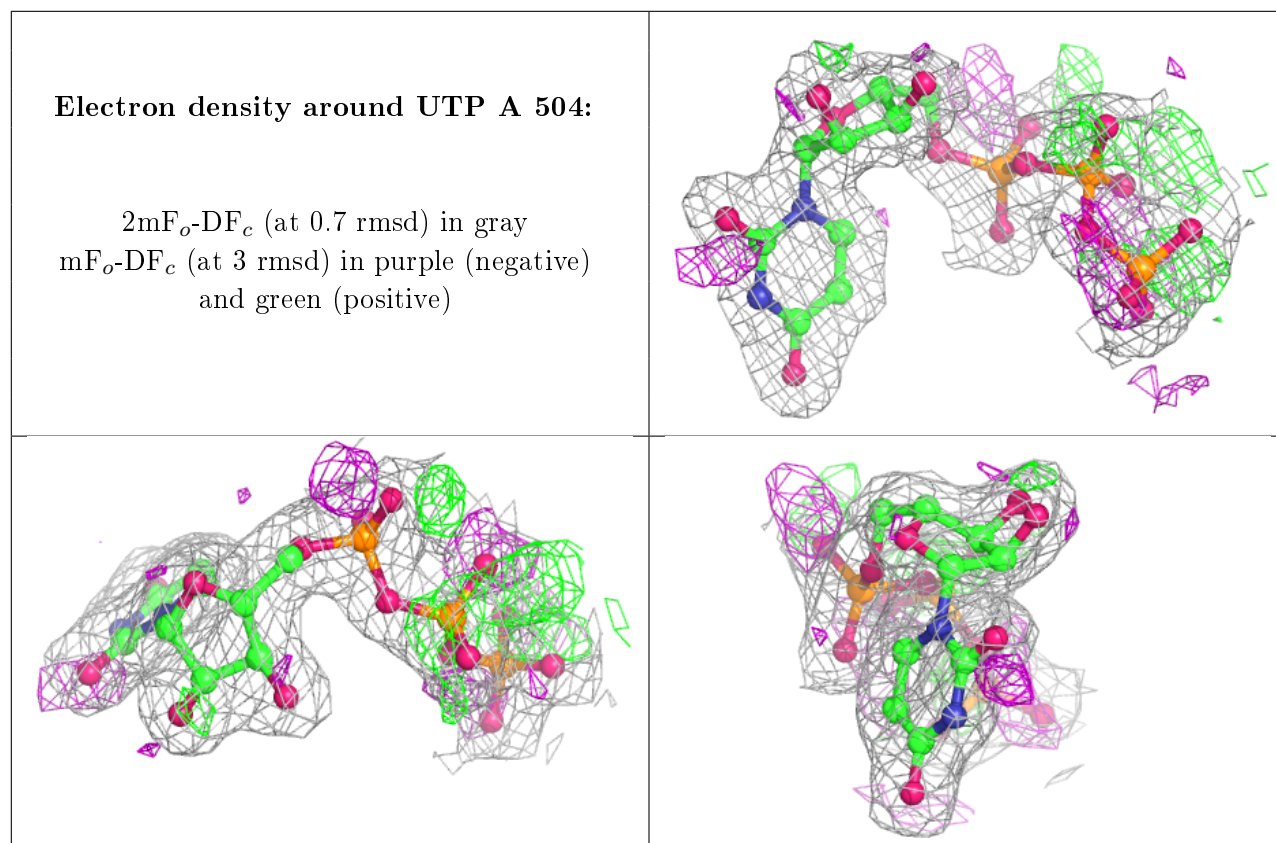 Electron density around UTP A 504:
2mFo-DFc (at 0.7 rmsd) in gray
mFo-DFc (at 3 rmsd) in purple (negative)
and green (positive)